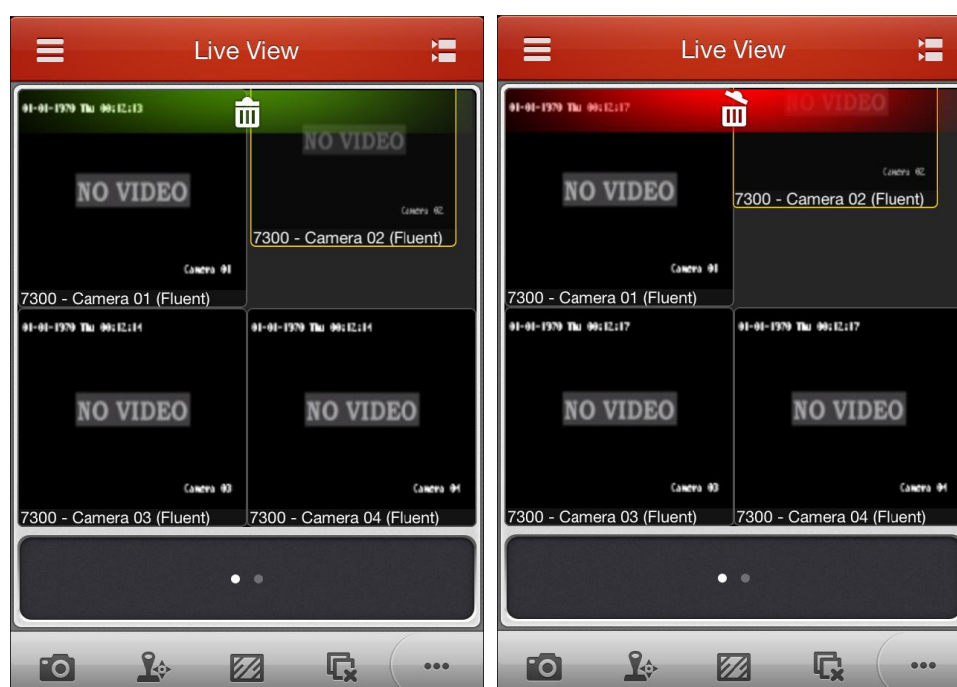 Live View
01-01-1970 Thu 00:12:13
NO VIDEO
NO VIDEO
Camera 02
7300 - Camera 02 (Fluent)
Camera 01
7300 - Camera 01 (Fluent)
01-01-1970 Thu 00:12:14
01-01-1970 Thu 00:12:14
NO VIDEO
NO VIDEO
Camera 03
Camera 04
7300 - Camera 03 (Fluent)
7300 - Camera 04 (Fluent)
Live View
01-01-1970 Thu 00:12:17
NO VIDEO
NO VIDEO
Camera 02
7300 - Camera 02 (Fluent)
Camera 01
7300 - Camera 01 (Fluent)
01-01-1970 Thu 00:12:17
01-01-1970 Thu 00:12:17
NO VIDEO
NO VIDEO
Camera 03
Camera 04
7300 - Camera 03 (Fluent)
7300 - Camera 04 (Fluent)